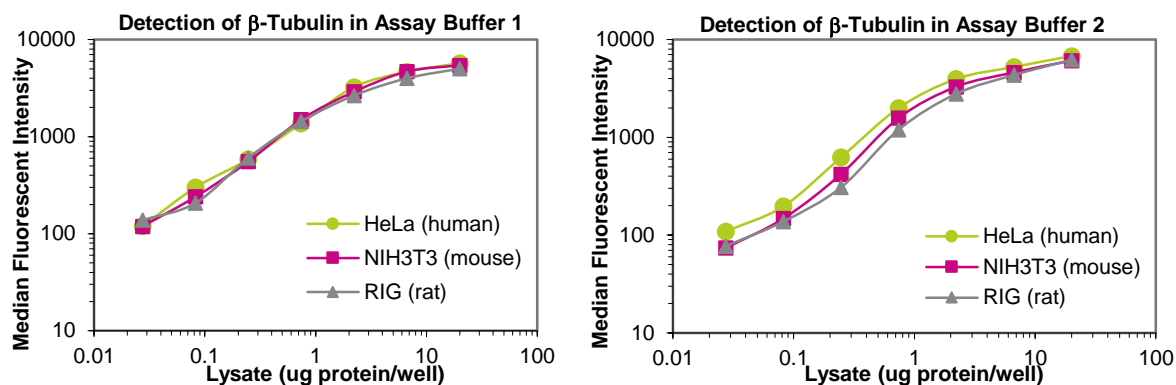 Detection of β-Tubulin in Assay Buffer 1
10000
1000
100
10
Median Fluorescent Intensity
HeLa (human)
NIH3T3 (mouse)
RIG (rat)
0.01 0.1 1 10 100
Lysate (ug protein/well)
Detection of β-Tubulin in Assay Buffer 2
10000
1000
100
10
Median Fluorescent Intensity
HeLa (human)
NIH3T3 (mouse)
RIG (rat)
0.01 0.1 1 10 100
Lysate (ug protein/well)